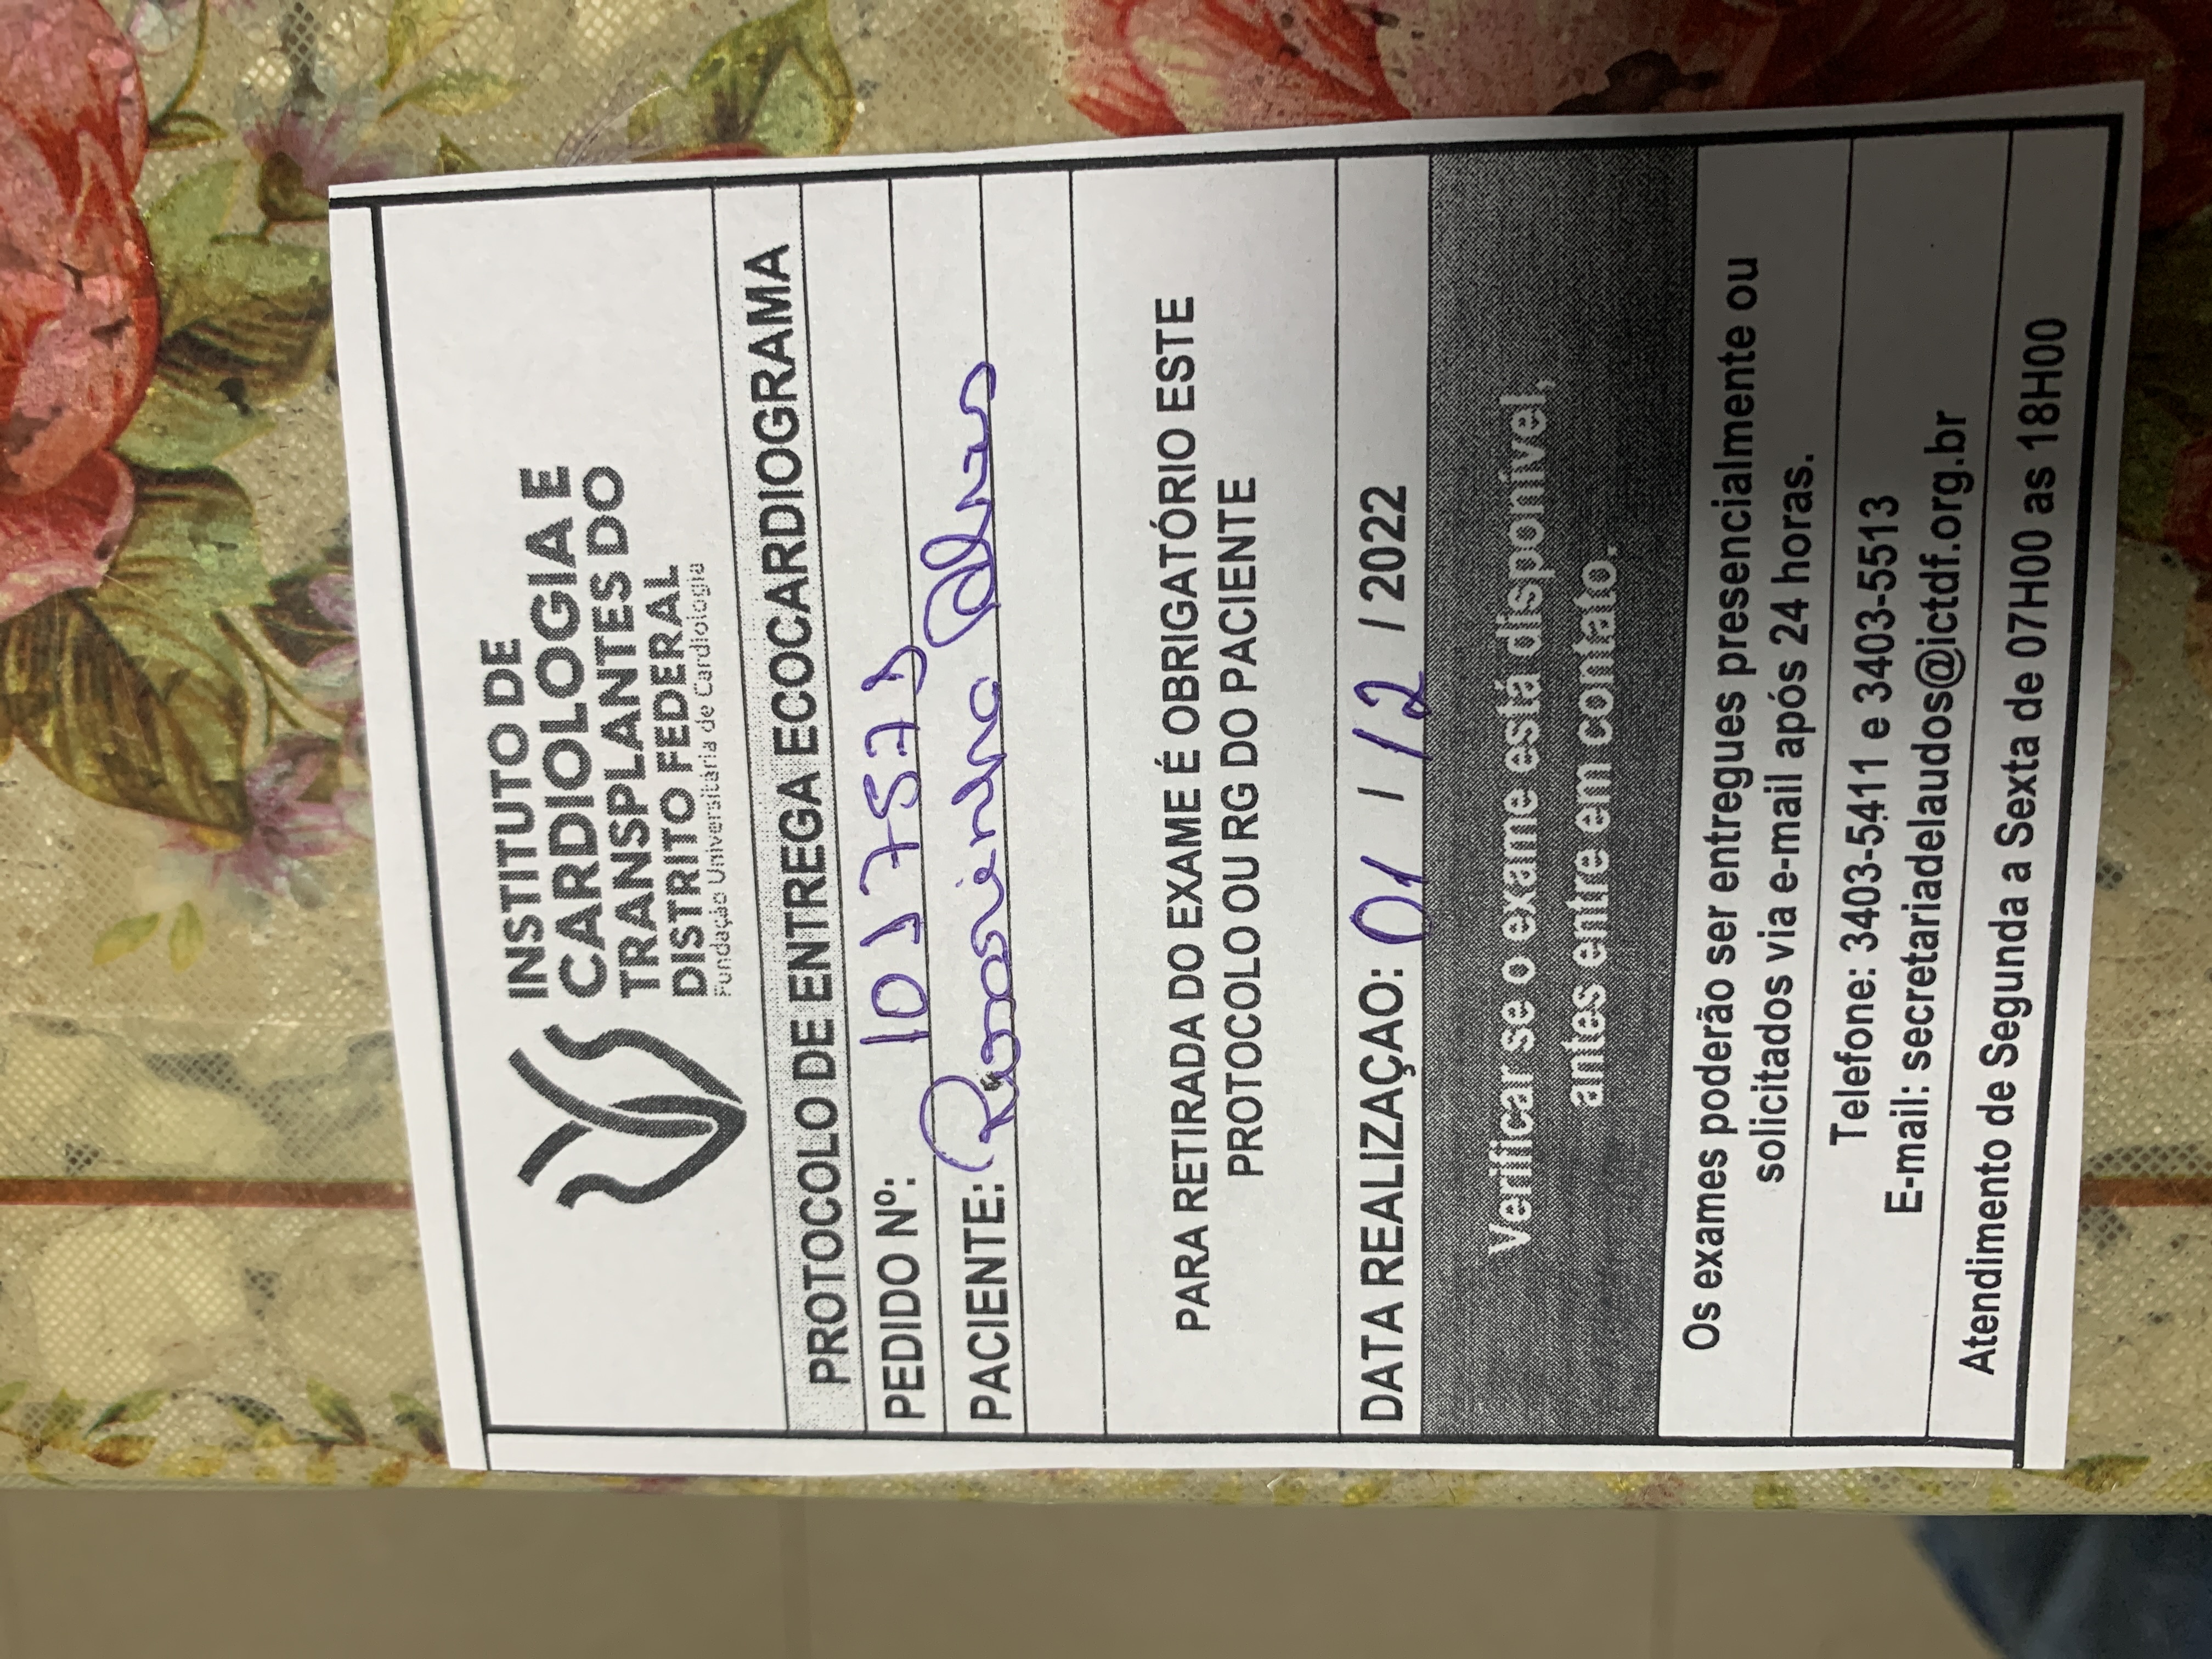 INSTITUTO DE
CARDIOLOGIA E
TRANSPLANTES DO
DISTRITO FEDERAL
Fundação Universitária de Cardiologia
PROTOCOLO DE ENTREGA ECOCARDIOGRAMA
PEDIDO Nº:
PACIENTE: Rosasinha Alves
PARA RETIRADA DO EXAME É OBRIGATÓRIO ESTE
PROTOCOLO OU RG DO PACIENTE
DATA REALIZAÇAO: 01 / 12 / 2022
Verificar se o exame está disponível,
antes entre em contato.
Os exames poderão ser entregues presencialmente ou
solicitados via e-mail após 24 horas.
Telefone: 3403-5411 e 3403-5513
E-mail: secretariadelaudos@ictdf.org.br
Atendimento de Segunda a Sexta de 07H00 as 18H00